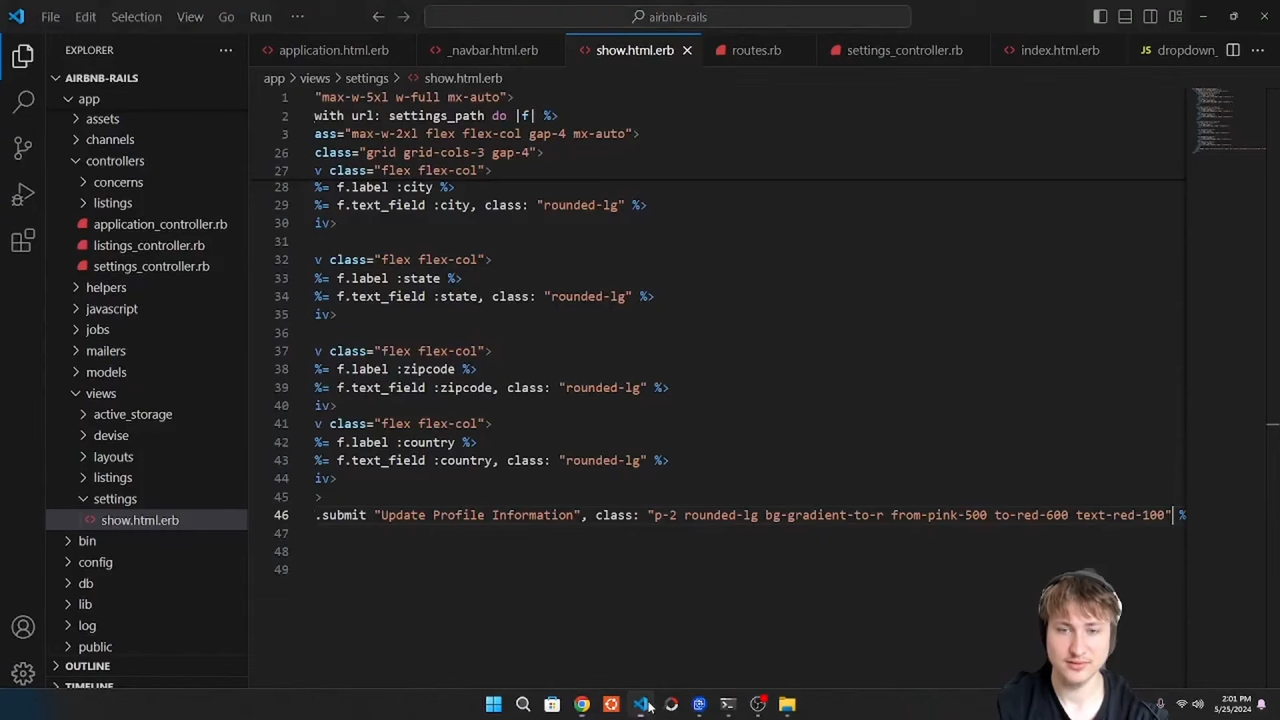 File Edit Selection View Go Run ··· airbnb-rails
EXPLORER ···
application.html.erb _navbar.html.erb show.html.erb routes.rb settings_controller.rb index.html.erb JS dropdown_
app > views > settings > show.html.erb
AIRBNB-RAILS
app
assets
channels
controllers
concerns
listings
application_controller.rb
listings_controller.rb
settings_controller.rb
helpers
javascript
jobs
mailers
models
views
active_storage
devise
layouts
listings
settings
show.html.erb
bin
config
db
lib
log
public
OUTLINE
TIMELINE
1 "max-w-5xl w-full mx-auto">
2 with url: settings_path do |f| %>
3 ass="max-w-2xl flex flex-col gap-4 mx-auto">
26 class="grid grid-cols-3 gap-4">
27 v class="flex flex-col">
28 %= f.label :city %>
29 %= f.text_field :city, class: "rounded-lg" %>
30 iv>
31
32 v class="flex flex-col">
33 %= f.label :state %>
34 %= f.text_field :state, class: "rounded-lg" %>
35 iv>
36
37 v class="flex flex-col">
38 %= f.label :zipcode %>
39 %= f.text_field :zipcode, class: "rounded-lg" %>
40 iv>
41 v class="flex flex-col">
42 %= f.label :country %>
43 %= f.text_field :country, class: "rounded-lg" %>
44 iv>
45 >
46 .submit "Update Profile Information", class: "p-2 rounded-lg bg-gradient-to-r from-pink-500 to-red-600 text-red-100" %
47
48
49
2:01 PM
5/25/2024